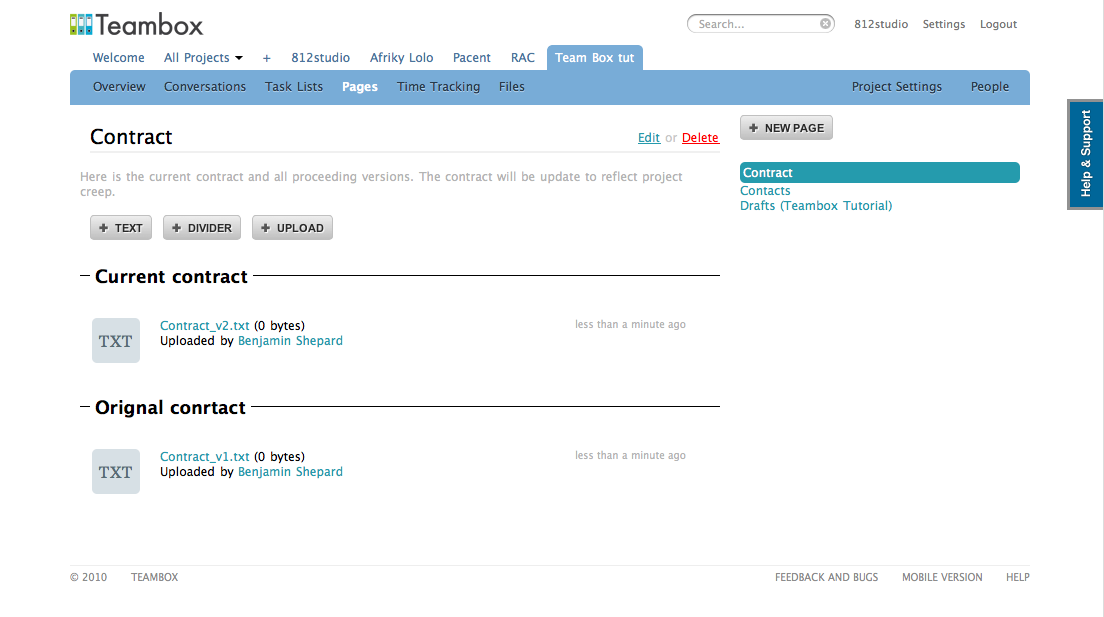 Teambox
Search... 812studio Settings Logout
Welcome All Projects + 812studio Afriky Lolo Pacent RAC Team Box tut
Overview Conversations Task Lists Pages Time Tracking Files Project Settings People
Contract
Edit or Delete
+ NEW PAGE
Here is the current contract and all proceeding versions. The contract will be update to reflect project
creep.
Contract
Contacts
Drafts (Teambox Tutorial)
Help & Support
+ TEXT + DIVIDER + UPLOAD
Current contract
TXT
Contract_v2.txt (0 bytes) less than a minute ago
Uploaded by Benjamin Shepard
Orignal conrtact
TXT
Contract_v1.txt (0 bytes) less than a minute ago
Uploaded by Benjamin Shepard
© 2010 TEAMBOX FEEDBACK AND BUGS MOBILE VERSION HELP